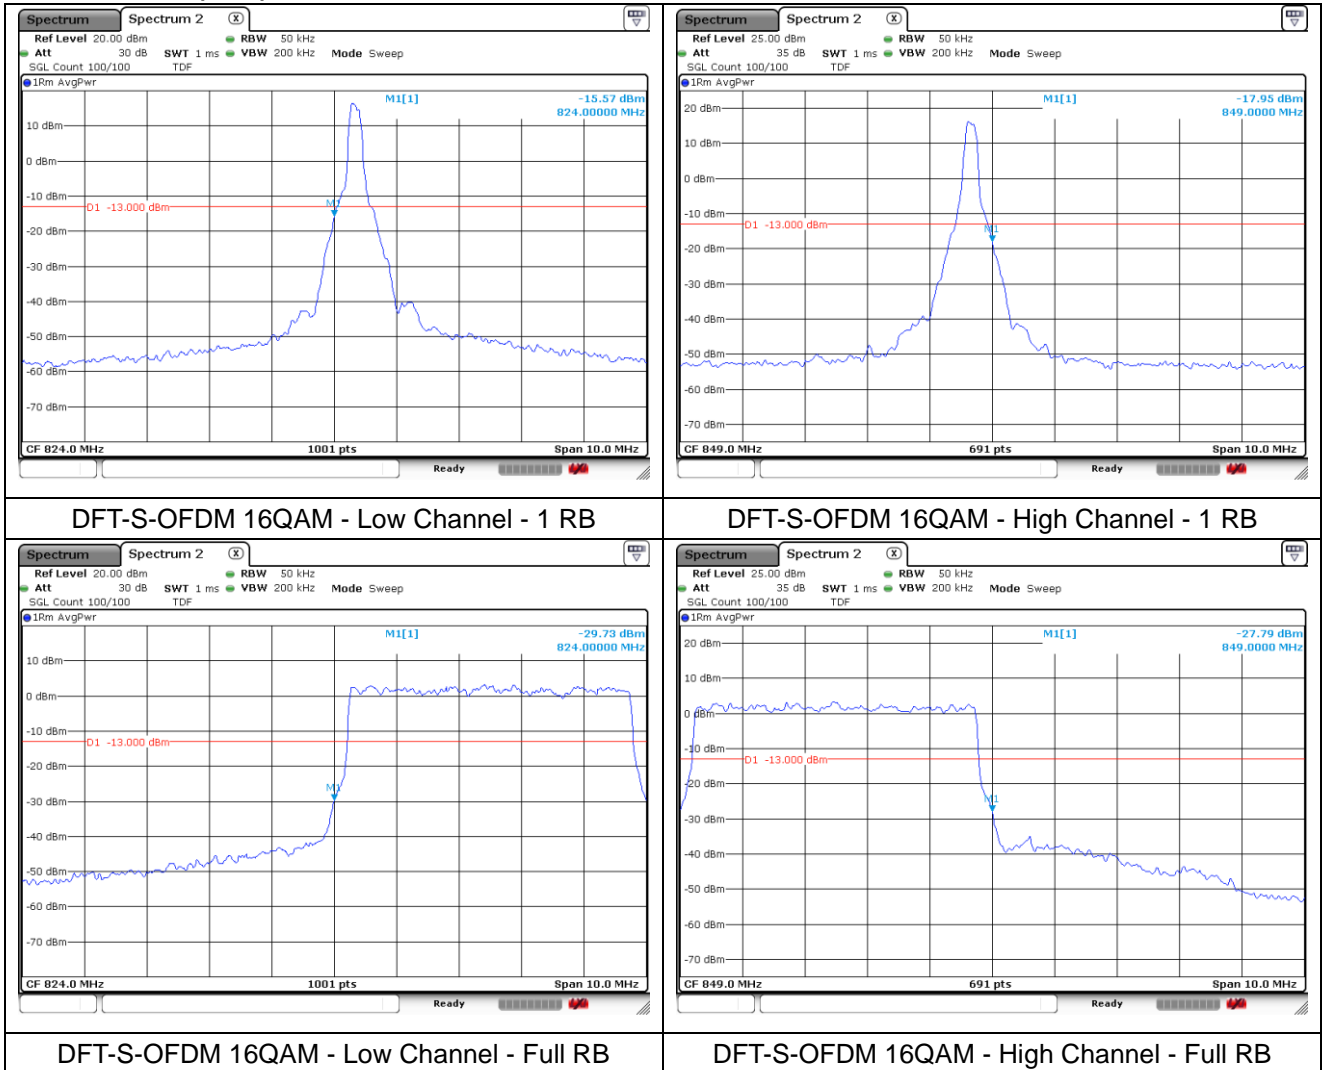 Spectrum Spectrum 2 X
Ref Level 20.00 dBm RBW 50 kHz
Att 30 dB SWT 1 ms VBW 200 kHz Mode Sweep
SGL Count 100/100 TDF
1Rm AvgPwr
M1[1] -15.57 dBm
824.00000 MHz
10 dBm
0 dBm
-10 dBm
M1
D1 -13.000 dBm
-20 dBm
-30 dBm
-40 dBm
-50 dBm
-60 dBm
-70 dBm
CF 824.0 MHz 1001 pts Span 10.0 MHz
Ready
DFT-S-OFDM 16QAM - Low Channel - 1 RB
Spectrum Spectrum 2 X
Ref Level 25.00 dBm RBW 50 kHz
Att 35 dB SWT 1 ms VBW 200 kHz Mode Sweep
SGL Count 100/100 TDF
1Rm AvgPwr
M1[1] -17.95 dBm
849.0000 MHz
20 dBm
10 dBm
0 dBm
-10 dBm
D1 -13.000 dBm
M1
-20 dBm
-30 dBm
-40 dBm
-50 dBm
-60 dBm
-70 dBm
CF 849.0 MHz 691 pts Span 10.0 MHz
Ready
DFT-S-OFDM 16QAM - High Channel - 1 RB
Spectrum Spectrum 2 X
Ref Level 20.00 dBm RBW 50 kHz
Att 30 dB SWT 1 ms VBW 200 kHz Mode Sweep
SGL Count 100/100 TDF
1Rm AvgPwr
M1[1] -29.73 dBm
824.00000 MHz
10 dBm
0 dBm
-10 dBm
D1 -13.000 dBm
-20 dBm
M1
-30 dBm
-40 dBm
-50 dBm
-60 dBm
-70 dBm
CF 824.0 MHz 1001 pts Span 10.0 MHz
Ready
DFT-S-OFDM 16QAM - Low Channel - Full RB
Spectrum Spectrum 2 X
Ref Level 25.00 dBm RBW 50 kHz
Att 35 dB SWT 1 ms VBW 200 kHz Mode Sweep
SGL Count 100/100 TDF
1Rm AvgPwr
M1[1] -27.79 dBm
849.0000 MHz
20 dBm
10 dBm
0 dBm
-10 dBm
D1 -13.000 dBm
-20 dBm
M1
-30 dBm
-40 dBm
-50 dBm
-60 dBm
-70 dBm
CF 849.0 MHz 691 pts Span 10.0 MHz
Ready
DFT-S-OFDM 16QAM - High Channel - Full RB